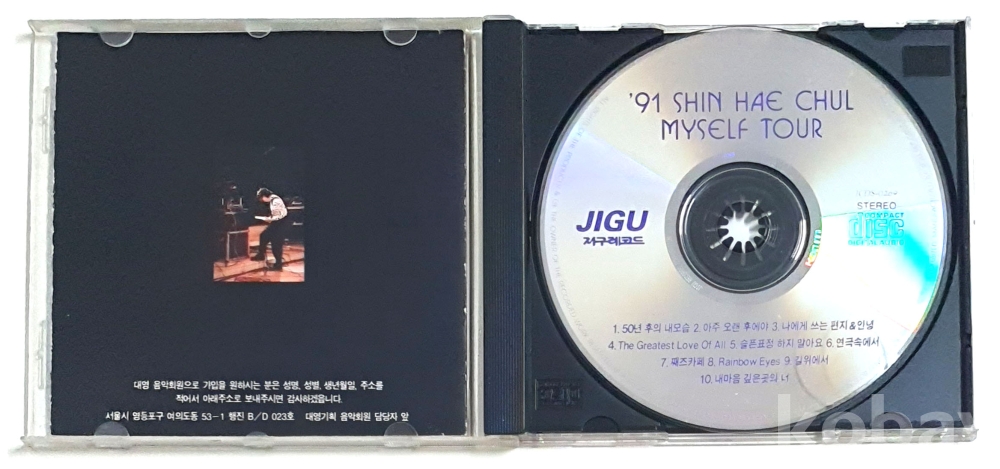 대영 음악회원으로 가입을 원하시는 분은 성명, 성별, 생년월일, 주소를
적어서 아래주소로 보내주시면 감사하겠읍니다.
서울시 영등포구 여의도동 53-1 행진 B/D 023호 대영기획 음악회원 담당자 앞
'91 SHIN HAE CHUL
MYSELF TOUR
JIGU
지구레코드
STEREO
COMPACT
disc
DIGITAL AUDIO
1. 50년 후의 내모습 2. 아주 오랜 후에야 3. 나에게 쓰는 편지&안녕
4. The Greatest Love Of All 5. 슬픈표정 하지 말아요 6. 연극속에서
7. 째즈카페 8. Rainbow Eyes 9. 길위에서
10. 내마음 깊은곳의 너
kobay